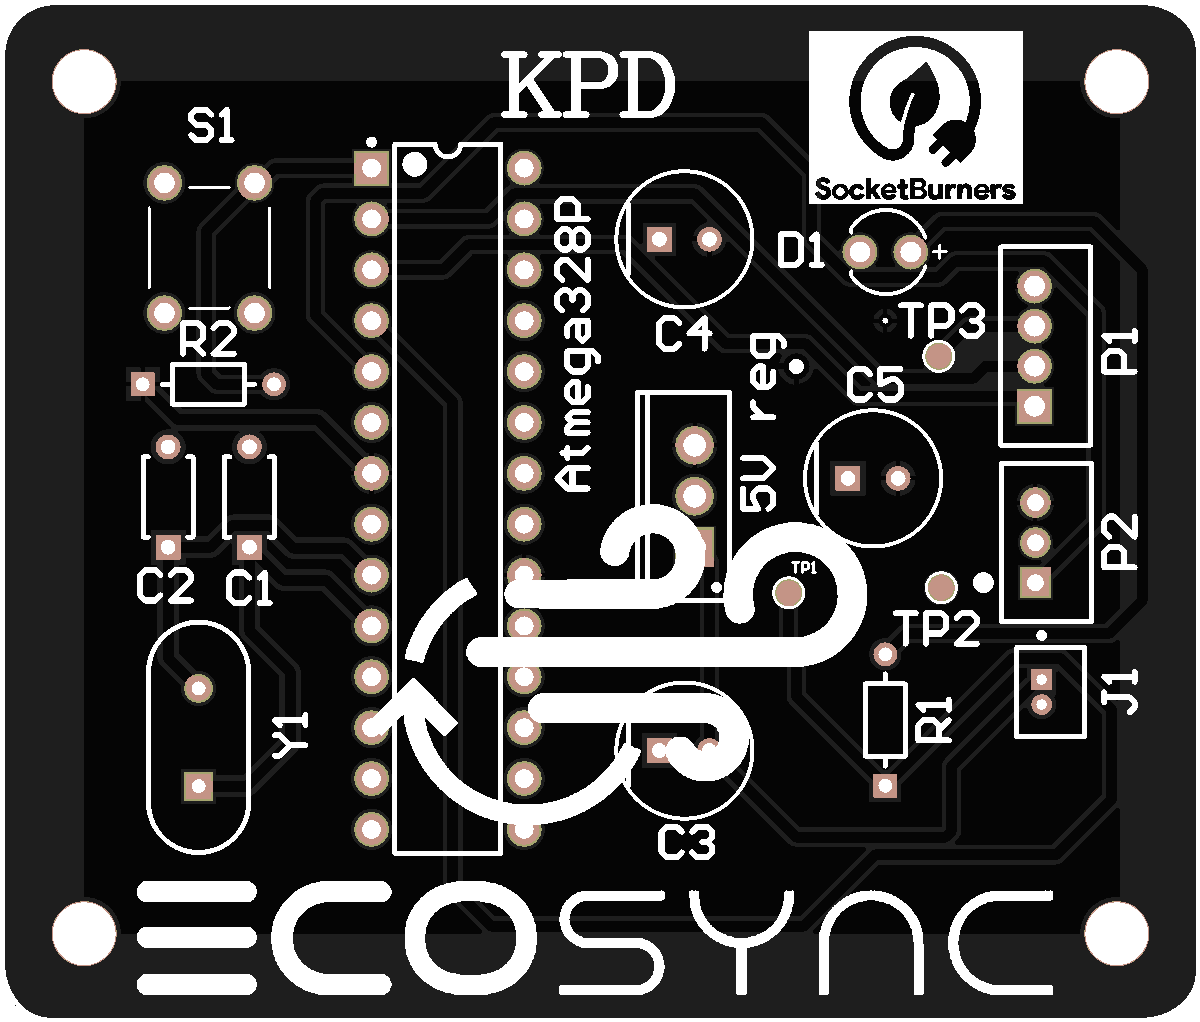 KPD
SocketBurners
S1
Atmega328P
D1
+
C4
TP3
P1
R2
5V reg
C5
C2
C1
P2
TP1
TP2
J1
R1
Y1
C3
ECOSYNC